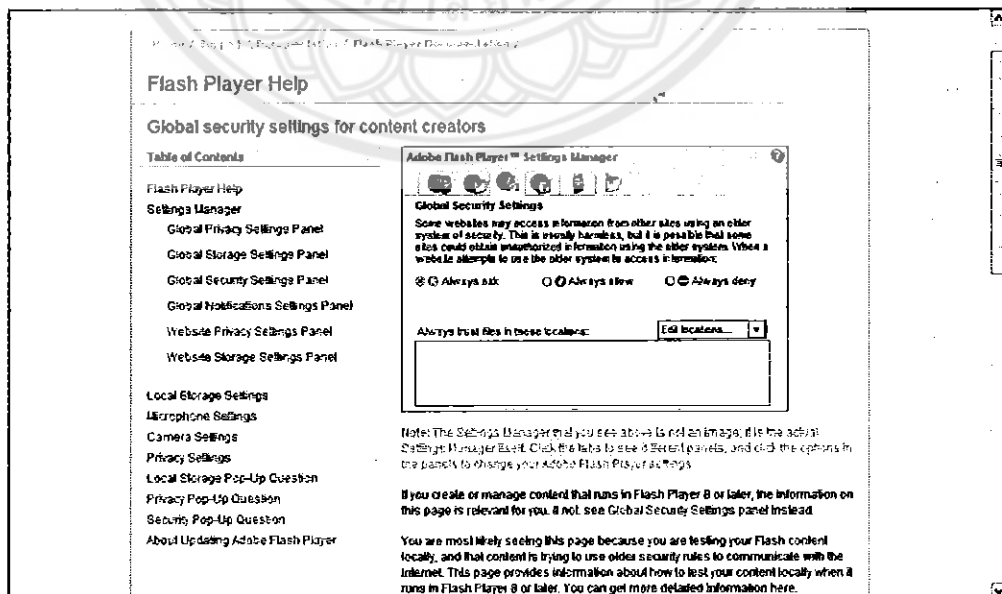 Flash Player Help
Global security settings for content creators
Table of Contents
Flash Player Help
Settings Manager
Global Privacy Settings Panel
Global Storage Settings Panel
Global Security Settings Panel
Global Notifications Settings Panel
Website Privacy Settings Panel
Website Storage Settings Panel
Local Storage Settings
Microphone Settings
Camera Settings
Privacy Settings
Local Storage Pop-Up Question
Privacy Pop-Up Question
Security Pop-Up Question
About Updating Adobe Flash Player
Adobe Flash Player™ Settings Manager
Global Security Settings
Some websites may access information from other sites using an older
system of security. This is usually harmless, but it is possible that some
sites could obtain unauthorized information using the older system. When a
website attempts to use the older system to access information:
Always ask Always allow Always deny
Always trust files in these locations: Edit locations...
Note: The Settings Manager that you see above is not an image; it is the actual
Settings Manager itself. Click the tabs to see different panels, and click the options in
the panels to change your Adobe Flash Player settings.
If you create or manage content that runs in Flash Player 8 or later, the information on
this page is relevant for you. If not, see Global Security Settings panel instead.
You are most likely seeing this page because you are testing your Flash content
locally, and that content is trying to use older security rules to communicate with the
Internet. This page provides information about how to test your content locally when it
runs in Flash Player 8 or later. You can get more detailed information here.